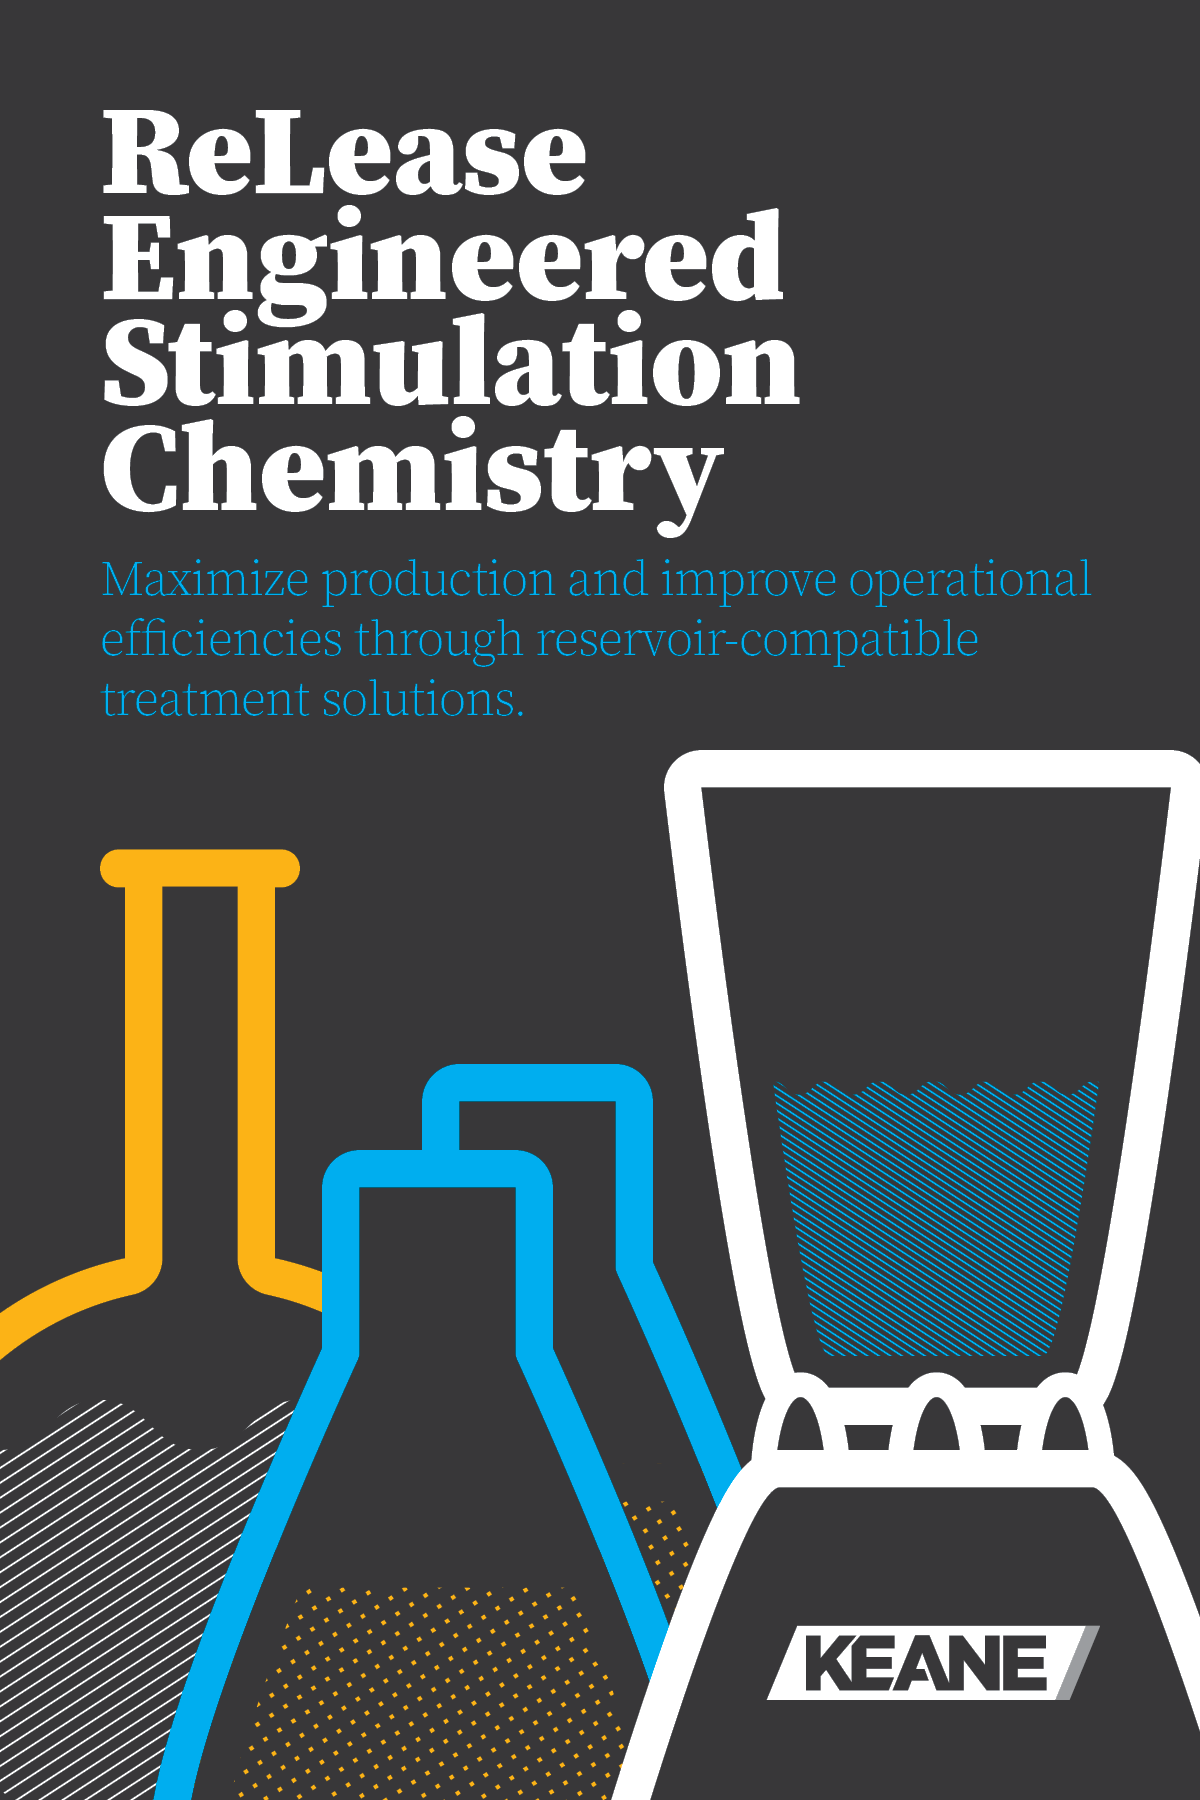 ReLease
Engineered
Stimulation
Chemistry
Maximize production and improve operational
efficiencies through reservoir-compatible
treatment solutions.
KEANE